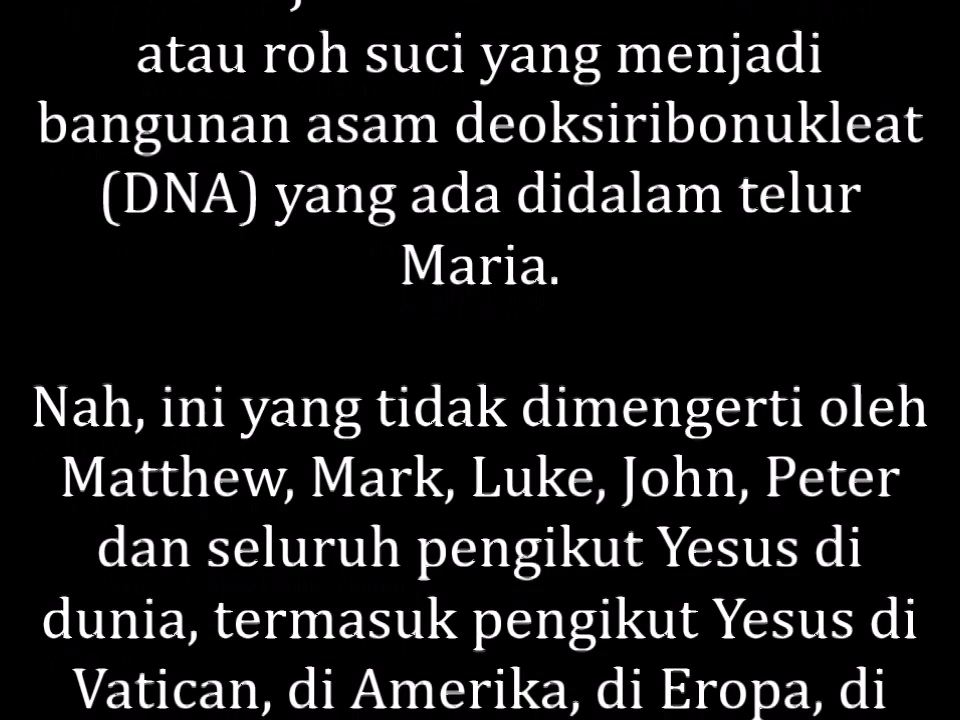 atau roh suci yang menjadi
bangunan asam deoksiribonukleat
(DNA) yang ada didalam telur
Maria.
Nah, ini yang tidak dimengerti oleh
Matthew, Mark, Luke, John, Peter
dan seluruh pengikut Yesus di
dunia, termasuk pengikut Yesus di
Vatican, di Amerika, di Eropa, di